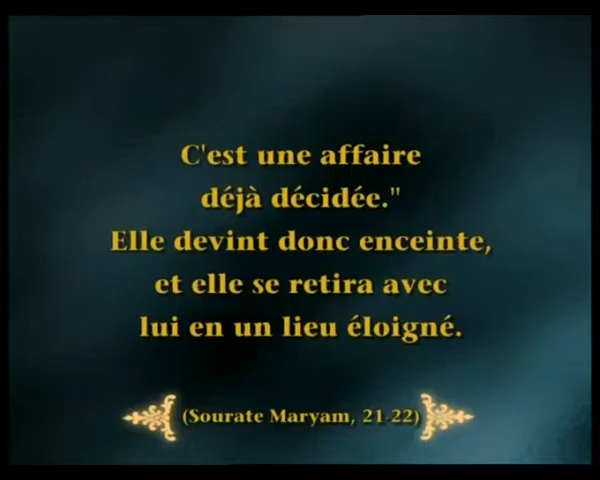 C'est une affaire
déjà décidée."
Elle devint donc enceinte,
et elle se retira avec
lui en un lieu éloigné.
(Sourate Maryam, 21-22)